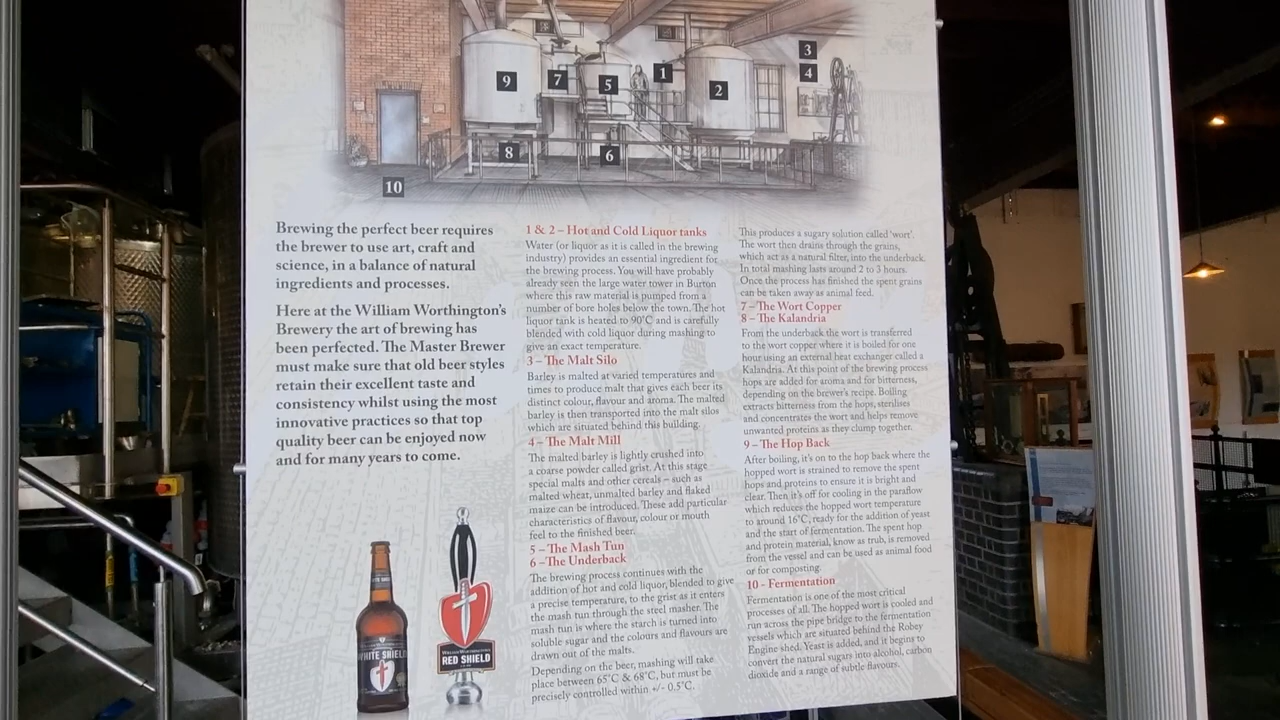 9
7
5
1
2
3
4
8
6
10
Brewing the perfect beer requires
the brewer to use art, craft and
science, in a balance of natural
ingredients and processes.
Here at the William Worthington's
Brewery the art of brewing has
been perfected. The Master Brewer
must make sure that old beer styles
retain their excellent taste and
consistency whilst using the most
innovative practices so that top
quality beer can be enjoyed now
and for many years to come.
WHITE SHIELD
WILLIAM WORTHINGTON'S
RED SHIELD
1 & 2 – Hot and Cold Liquor tanks
Water (or liquor as it is called in the brewing
industry) provides an essential ingredient for
the brewing process. You will have probably
already seen the large water tower in Burton
where this raw material is pumped from a
number of bore holes below the town. The hot
liquor tank is heated to 90°C and is carefully
blended with cold liquor during mashing to
give an exact temperature.
3 – The Malt Silo
Barley is malted at varied temperatures and
times to produce malt that gives each beer its
distinct colour, flavour and aroma. The malted
barley is then transported into the malt silos
which are situated behind this building.
4 – The Malt Mill
The malted barley is lightly crushed into
a coarse powder called grist. At this stage
special malts and other cereals – such as
malted wheat, unmalted barley and flaked
maize can be introduced. These add particular
characteristics of flavour, colour or mouth
feel to the finished beer.
5 – The Mash Tun
6 – The Underback
The brewing process continues with the
addition of hot and cold liquor, blended to give
a precise temperature, to the grist as it enters
the mash tun through the steel masher. The
mash tun is where the starch is turned into
soluble sugar and the colours and flavours are
drawn out of the malts.
Depending on the beer, mashing will take
place between 65°C & 68°C, but must be
precisely controlled within +/- 0.5°C.
This produces a sugary solution called 'wort'.
The wort then drains through the grains,
which act as a natural filter, into the underback.
In total mashing lasts around 2 to 3 hours.
Once the process has finished the spent grains
can be taken away as animal feed.
7 – The Wort Copper
8 – The Kalandria
From the underback the wort is transferred
to the wort copper where it is boiled for one
hour using an external heat exchanger called a
Kalandria. At this point of the brewing process
hops are added for aroma and for bitterness,
depending on the brewer's recipe. Boiling
extracts bitterness from the hops, sterilises
and concentrates the wort and helps remove
unwanted proteins as they clump together.
9 – The Hop Back
After boiling, it's on to the hop back where the
hopped wort is strained to remove the spent
hops and proteins to ensure it is bright and
clear. Then it's off for cooling in the paraflow
which reduces the hopped wort temperature
to around 16°C, ready for the addition of yeast
and the start of fermentation. The spent hop
and protein material, know as trub, is removed
from the vessel and can be used as animal food
or for composting.
10 - Fermentation
Fermentation is one of the most critical
processes of all. The hopped wort is cooled and
run across the pipe bridge to the fermentation
vessels which are situated behind the Robey
Engine shed. Yeast is added, and it begins to
convert the natural sugars into alcohol, carbon
dioxide and a range of subtle flavours.